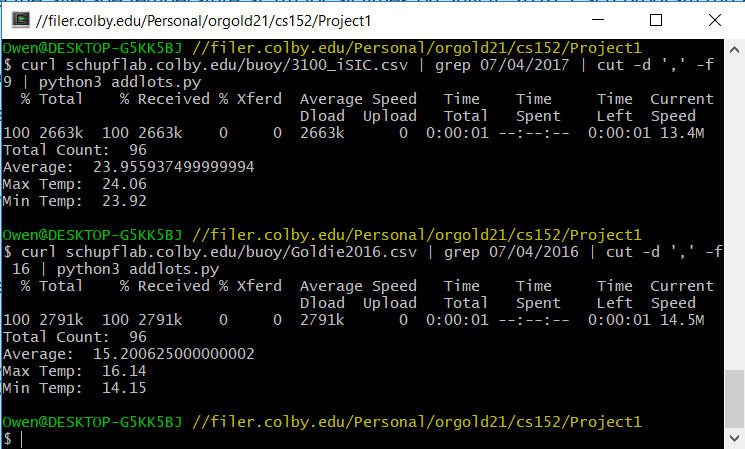 //filer.colby.edu/Personal/orgold21/cs152/Project1
Owen@DESKTOP-G5KK5BJ //filer.colby.edu/Personal/orgold21/cs152/Project1
$ curl schupflab.colby.edu/buoy/3100_iSIC.csv | grep 07/04/2017 | cut -d ',' -f
9 | python3 addlots.py
% Total % Received % Xferd Average Speed Time Time Time Current
Dload Upload Total Spent Left Speed
100 2663k 100 2663k 0 0 2663k 0 0:00:01 --:--:-- 0:00:01 13.4M
Total Count: 96
Average: 23.955937499999994
Max Temp: 24.06
Min Temp: 23.92
Owen@DESKTOP-G5KK5BJ //filer.colby.edu/Personal/orgold21/cs152/Project1
$ curl schupflab.colby.edu/buoy/Goldie2016.csv | grep 07/04/2016 | cut -d ',' -f
16 | python3 addlots.py
% Total % Received % Xferd Average Speed Time Time Time Current
Dload Upload Total Spent Left Speed
100 2791k 100 2791k 0 0 2791k 0 0:00:01 --:--:-- 0:00:01 14.5M
Total Count: 96
Average: 15.200625000000002
Max Temp: 16.14
Min Temp: 14.15
Owen@DESKTOP-G5KK5BJ //filer.colby.edu/Personal/orgold21/cs152/Project1
$